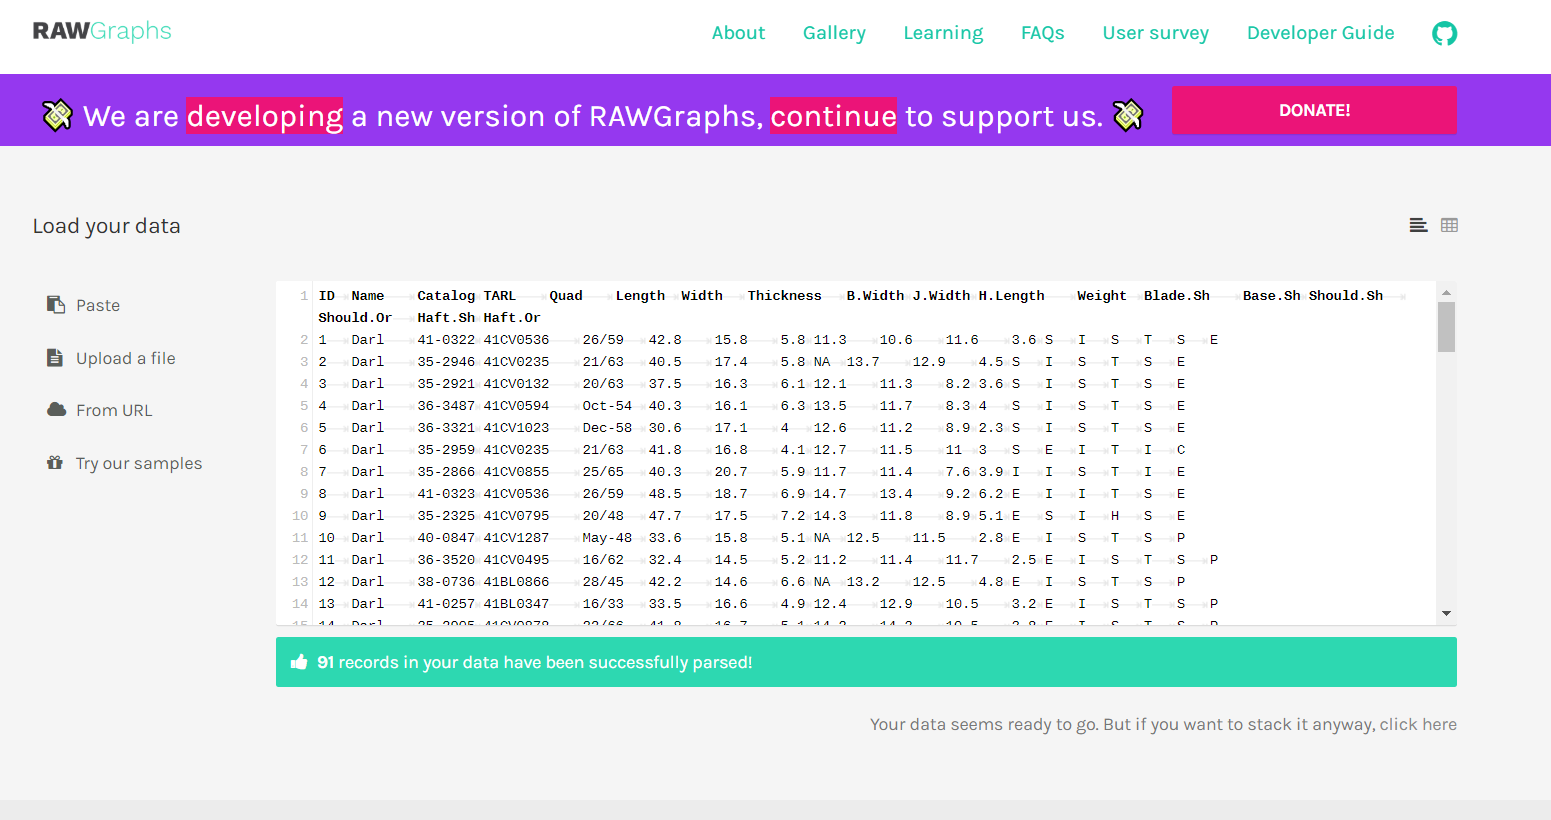 RAWGraphs
About Gallery Learning FAQs User survey Developer Guide
We are developing a new version of RAWGraphs, continue to support us.
DONATE!
Load your data
Paste
Upload a file
From URL
Try our samples
1 ID Name Catalog TARL Quad Length Width Thickness B.Width J.Width H.Length Weight Blade.Sh Base.Sh Should.Sh
Should.Or Haft.Sh Haft.Or
2 1 Darl 41-0322 41CV0536 26/59 42.8 15.8 5.8 11.3 10.6 11.6 3.6 S I S T S E
3 2 Darl 35-2946 41CV0235 21/63 40.5 17.4 5.8 NA 13.7 12.9 4.5 S I S T S E
4 3 Darl 35-2921 41CV0132 20/63 37.5 16.3 6.1 12.1 11.3 8.2 3.6 S I S T S E
5 4 Darl 36-3487 41CV0594 Oct-54 40.3 16.1 6.3 13.5 11.7 8.3 4 S I S T S E
6 5 Darl 36-3321 41CV1023 Dec-58 30.6 17.1 4 12.6 11.2 8.9 2.3 S I S T S E
7 6 Darl 35-2959 41CV0235 21/63 41.8 16.8 4.1 12.7 11.5 11 3 S E I T I C
8 7 Darl 35-2866 41CV0855 25/65 40.3 20.7 5.9 11.7 11.4 7.6 3.9 I I S T I E
9 8 Darl 41-0323 41CV0536 26/59 48.5 18.7 6.9 14.7 13.4 9.2 6.2 E I I T S E
10 9 Darl 35-2325 41CV0795 20/48 47.7 17.5 7.2 14.3 11.8 8.9 5.1 E S I H S E
11 10 Darl 40-0847 41CV1287 May-48 33.6 15.8 5.1 NA 12.5 11.5 2.8 E I S T S P
12 11 Darl 36-3520 41CV0495 16/62 32.4 14.5 5.2 11.2 11.4 11.7 2.5 E I S T S P
13 12 Darl 38-0736 41BL0866 28/45 42.2 14.6 6.6 NA 13.2 12.5 4.8 E I S T S P
14 13 Darl 41-0257 41BL0347 16/33 33.5 16.6 4.9 12.4 12.9 10.5 3.2 E I S T S P
15 14 Darl
91 records in your data have been successfully parsed!
Your data seems ready to go. But if you want to stack it anyway, click here